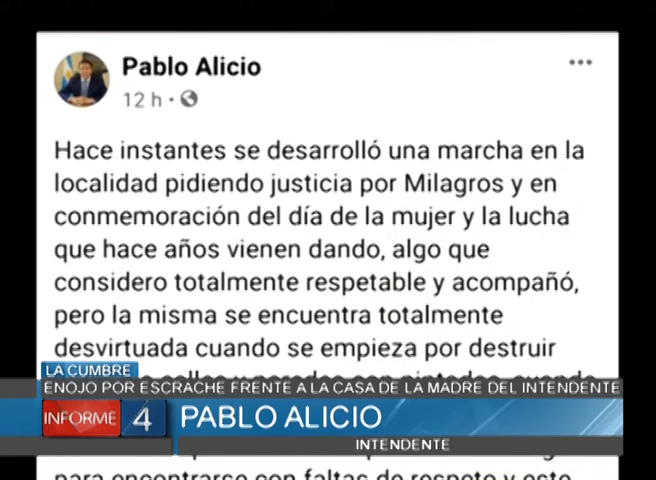 Pablo Alicio
12 h
Hace instantes se desarrolló una marcha en la
localidad pidiendo justicia por Milagros y en
conmemoración del día de la mujer y la lucha
que hace años vienen dando, algo que
considero totalmente respetable y acompañó,
pero la misma se encuentra totalmente
desvirtuada cuando se empieza por destruir
LA CUMBRE
ENOJO POR ESCRACHE FRENTE A LA CASA DE LA MADRE DEL INTENDENTE
INFORME 4 PABLO ALICIO
INTENDENTE
para encontrarse con faltas de respeto y este